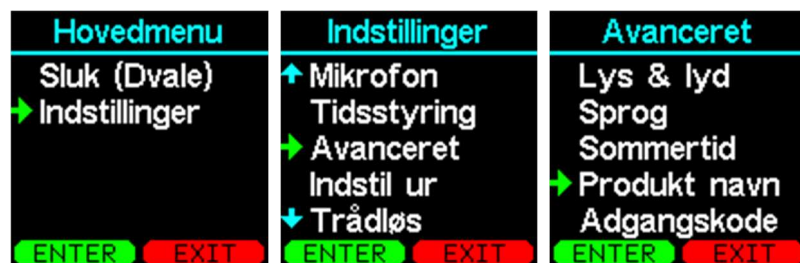 Hovedmenu
Sluk (Dvale)
Indstillinger
ENTER EXIT
Indstillinger
Mikrofon
Tidsstyring
Avanceret
Indstil ur
Trådløs
ENTER EXIT
Avanceret
Lys & lyd
Sprog
Sommertid
Produkt navn
Adgangskode
ENTER EXIT